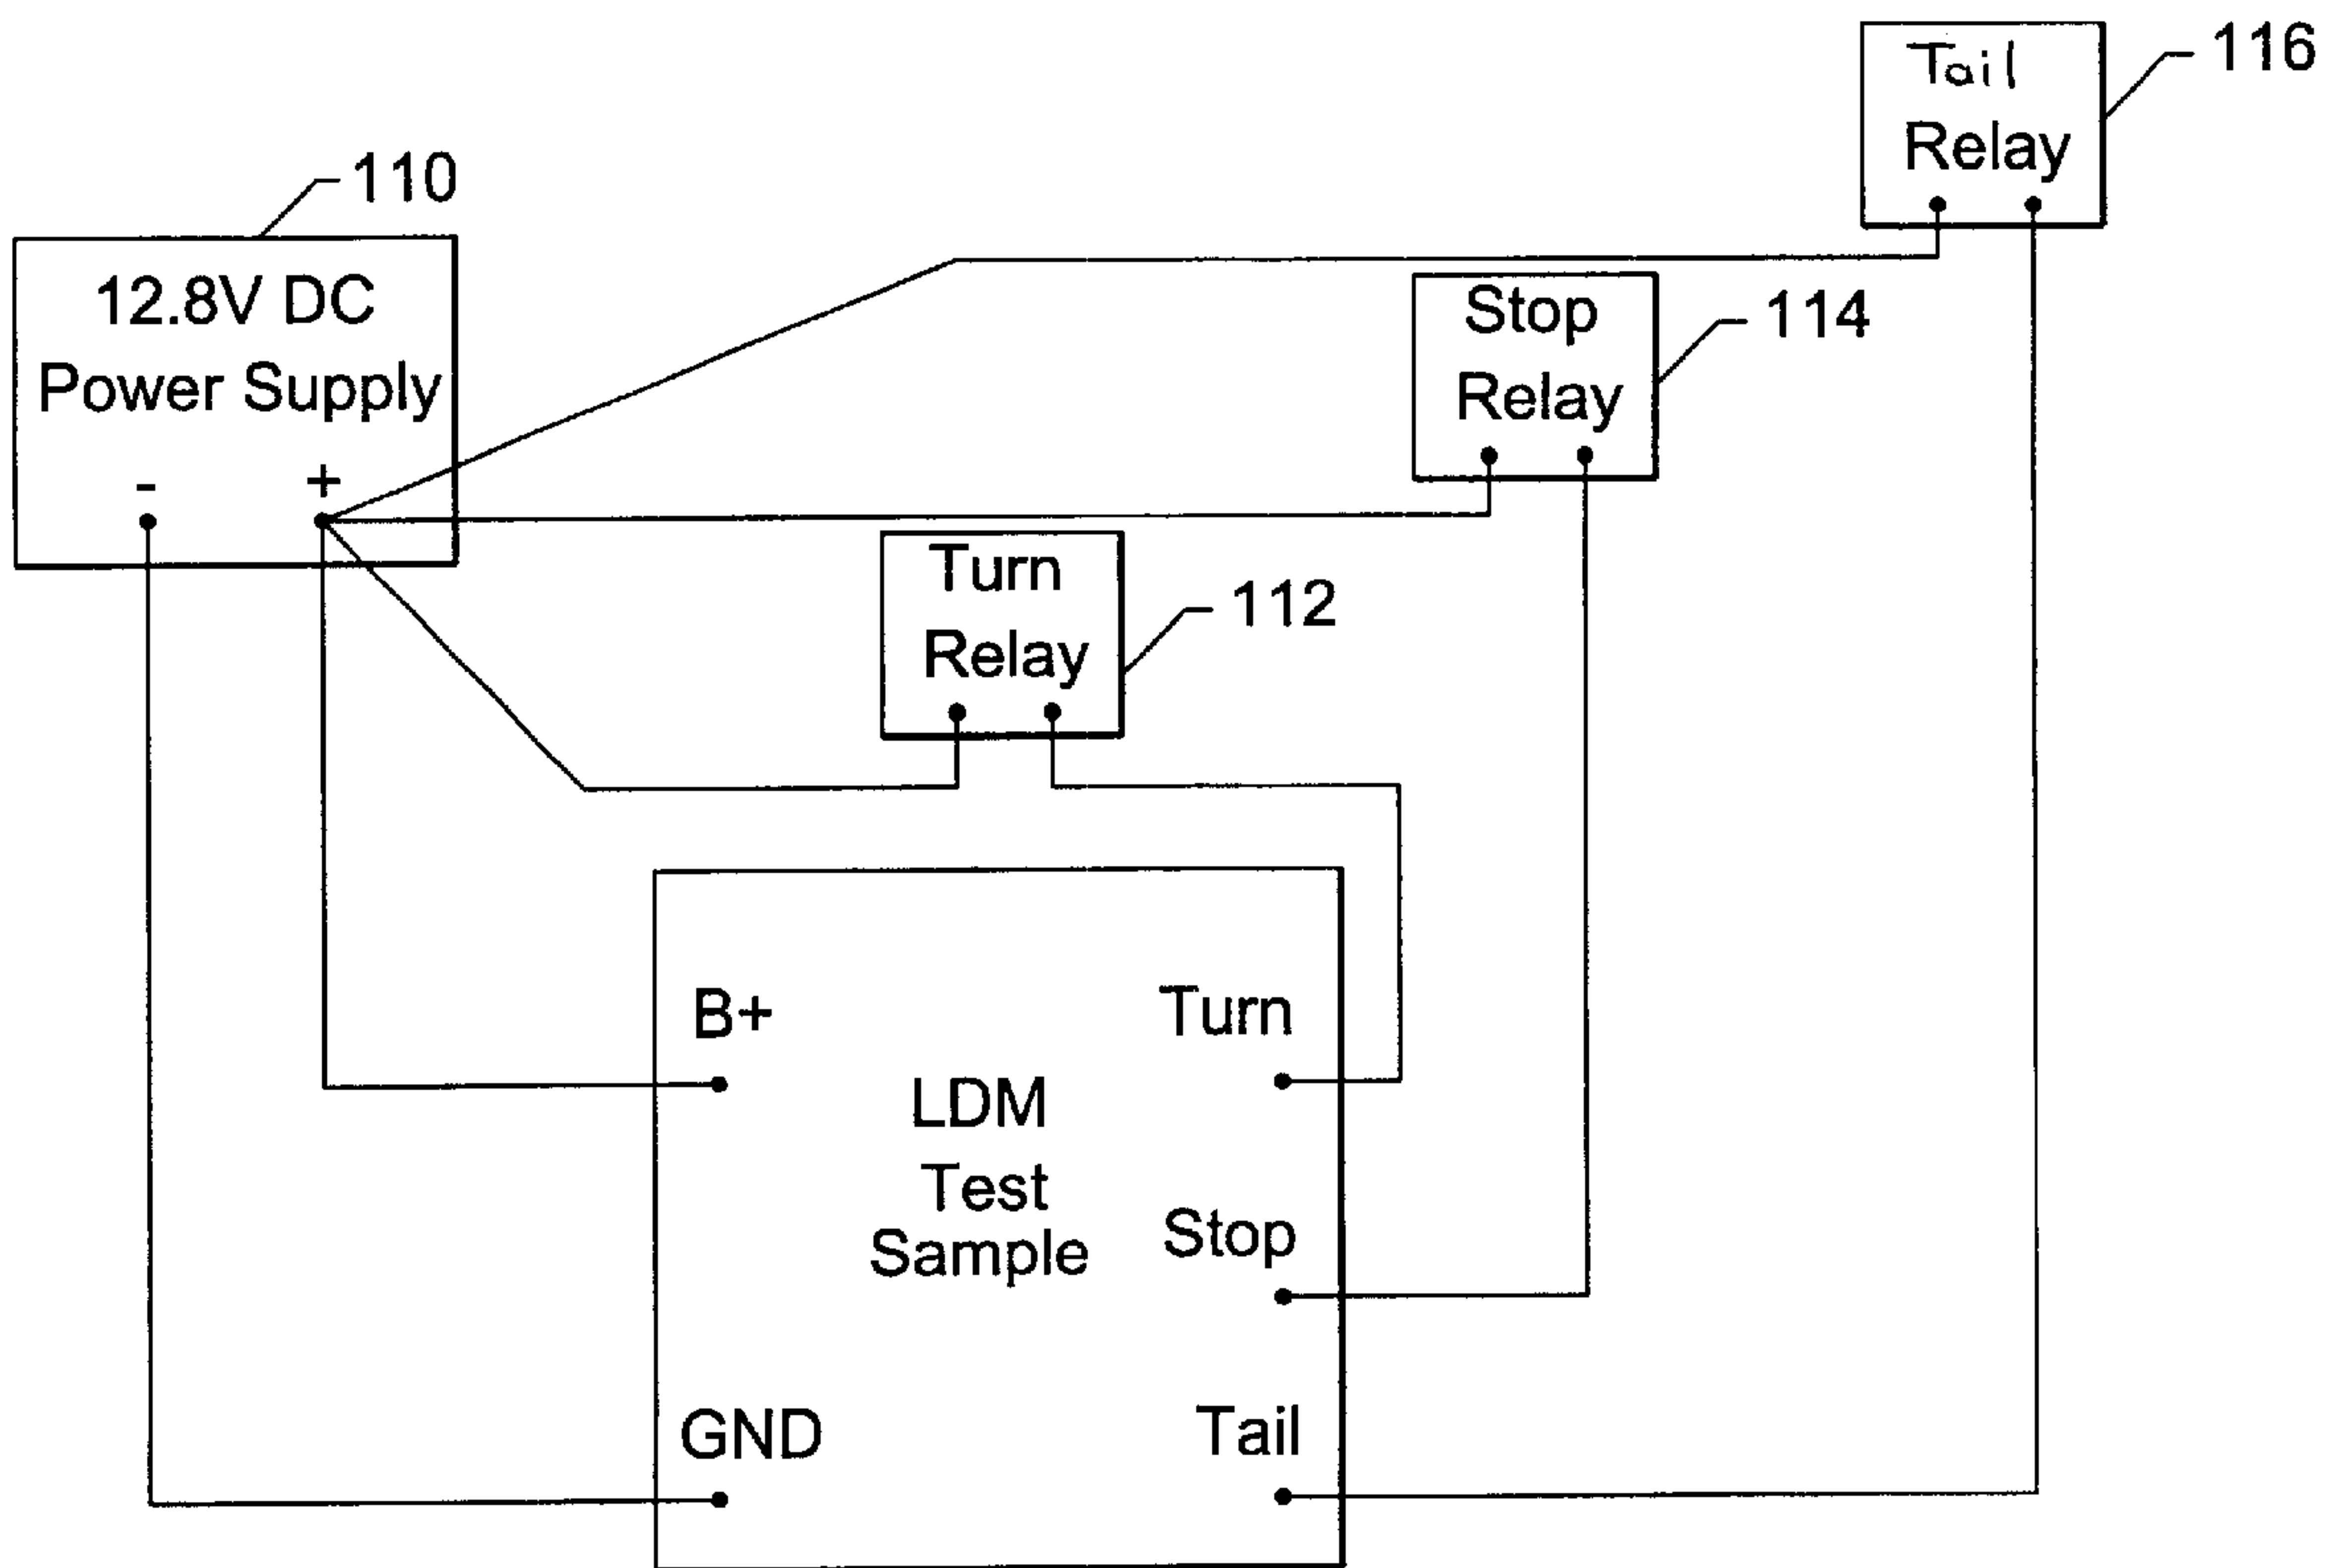 Tail
Relay
116
110
12.8V DC
Power Supply
- +
Stop
Relay
114
Turn
Relay
112
B+
Turn
LDM
Test
Sample
Stop
GND
Tail